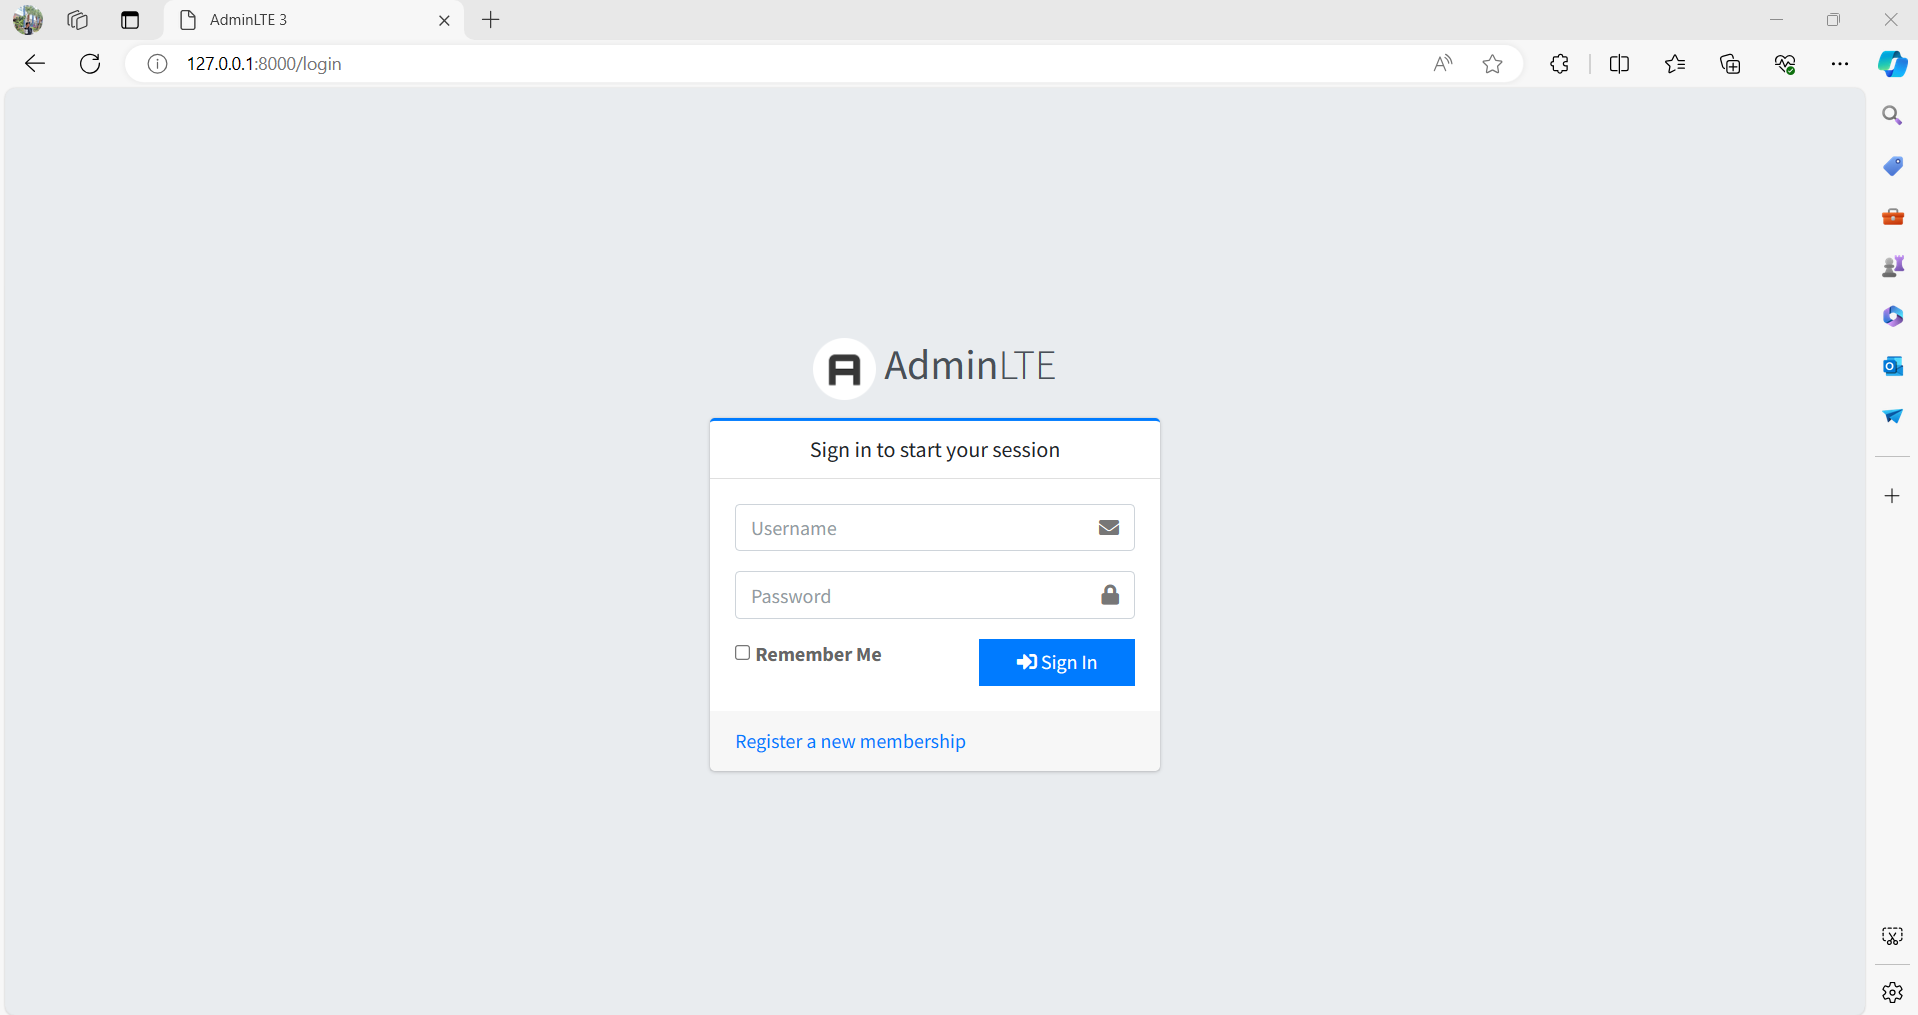 AdminLTE 3
127.0.0.1:8000/login
AdminLTE
Sign in to start your session
Username
Password
Remember Me
Sign In
Register a new membership